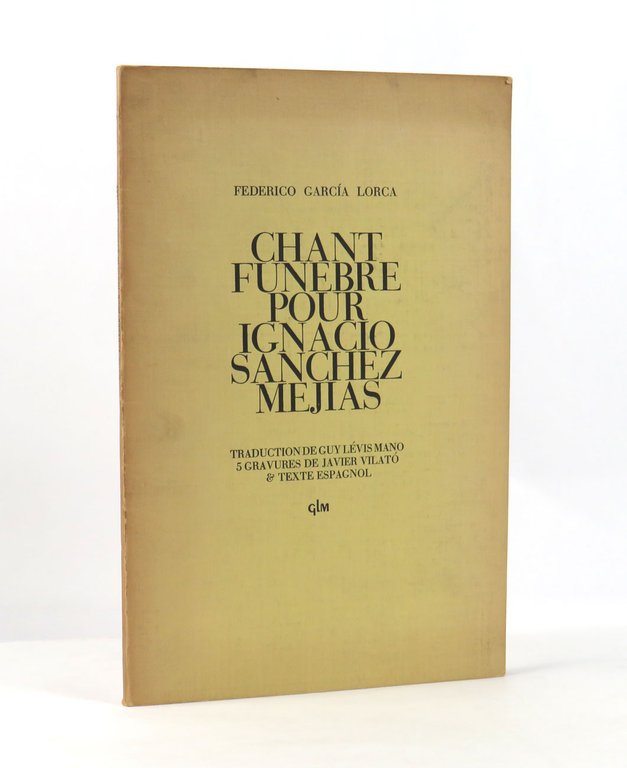 FEDERICO GARCÍA LORCA
CHANT
FUNEBRE
POUR
IGNACIO
SANCHEZ
MEJIAS
TRADUCTION DE GUY LÉVIS MANO
5 GRAVURES DE JAVIER VILATÓ
& TEXTE ESPAGNOL
glm